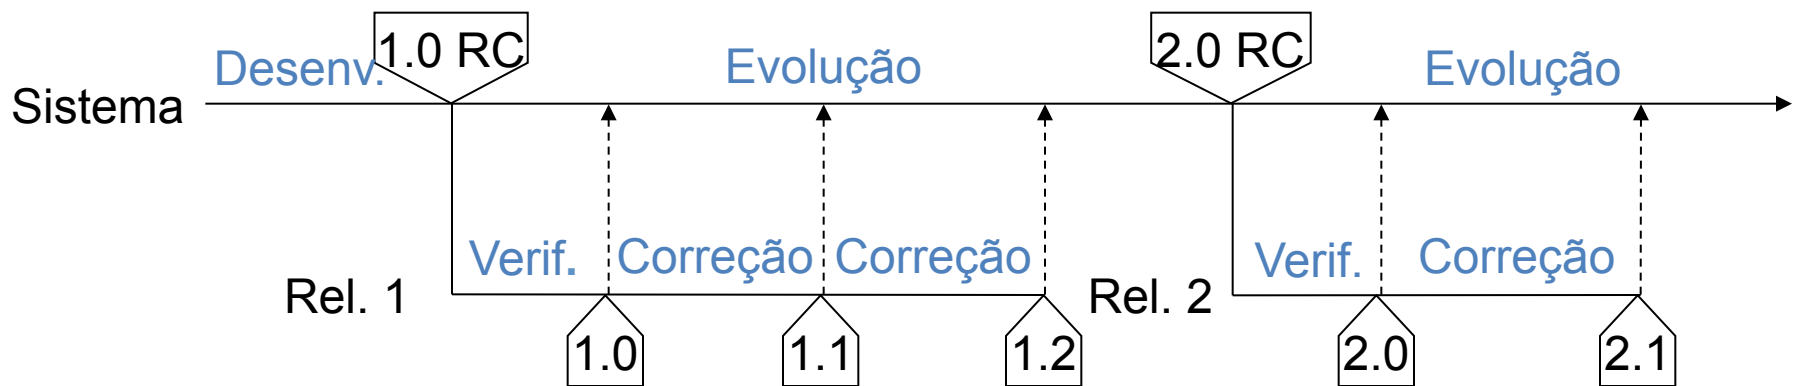 1.0 RC
2.0 RC
Desenv.
Evolução
Evolução
Sistema
Verif.
Correção
Correção
Verif.
Correção
Rel. 1
Rel. 2
1.0
1.1
1.2
2.0
2.1